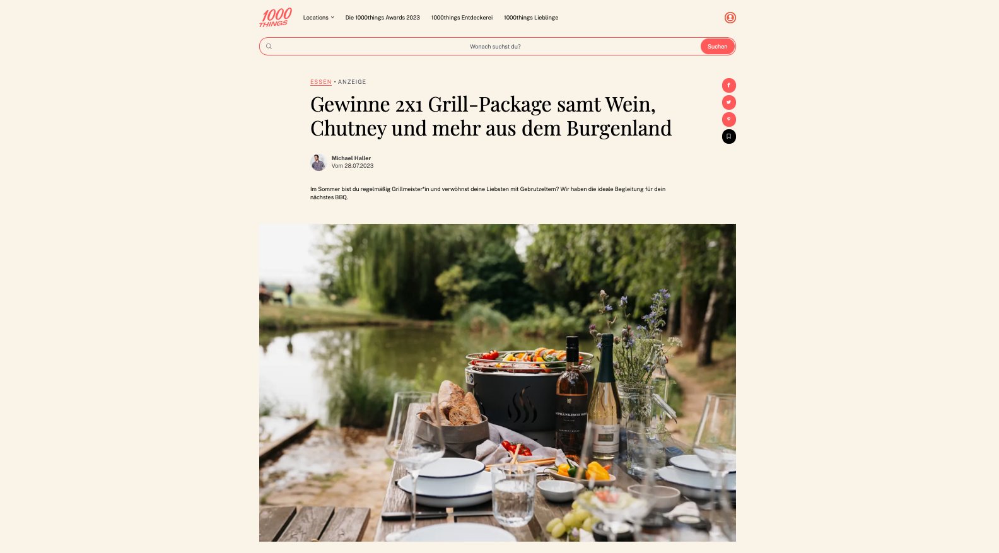 1000
THINGS
Locations
Die 1000things Awards 2023
1000things Entdeckerei
1000things Lieblinge
Wonach suchst du?
Suchen
ESSEN • ANZEIGE
Gewinne 2x1 Grill-Package samt Wein,
Chutney und mehr aus dem Burgenland
Michael Haller
Vom 28.07.2023
Im Sommer bist du regelmäßig Grillmeister*in und verwöhnst deine Liebsten mit Gebrutzeltem? Wir haben die ideale Begleitung für dein
nächstes BBQ.